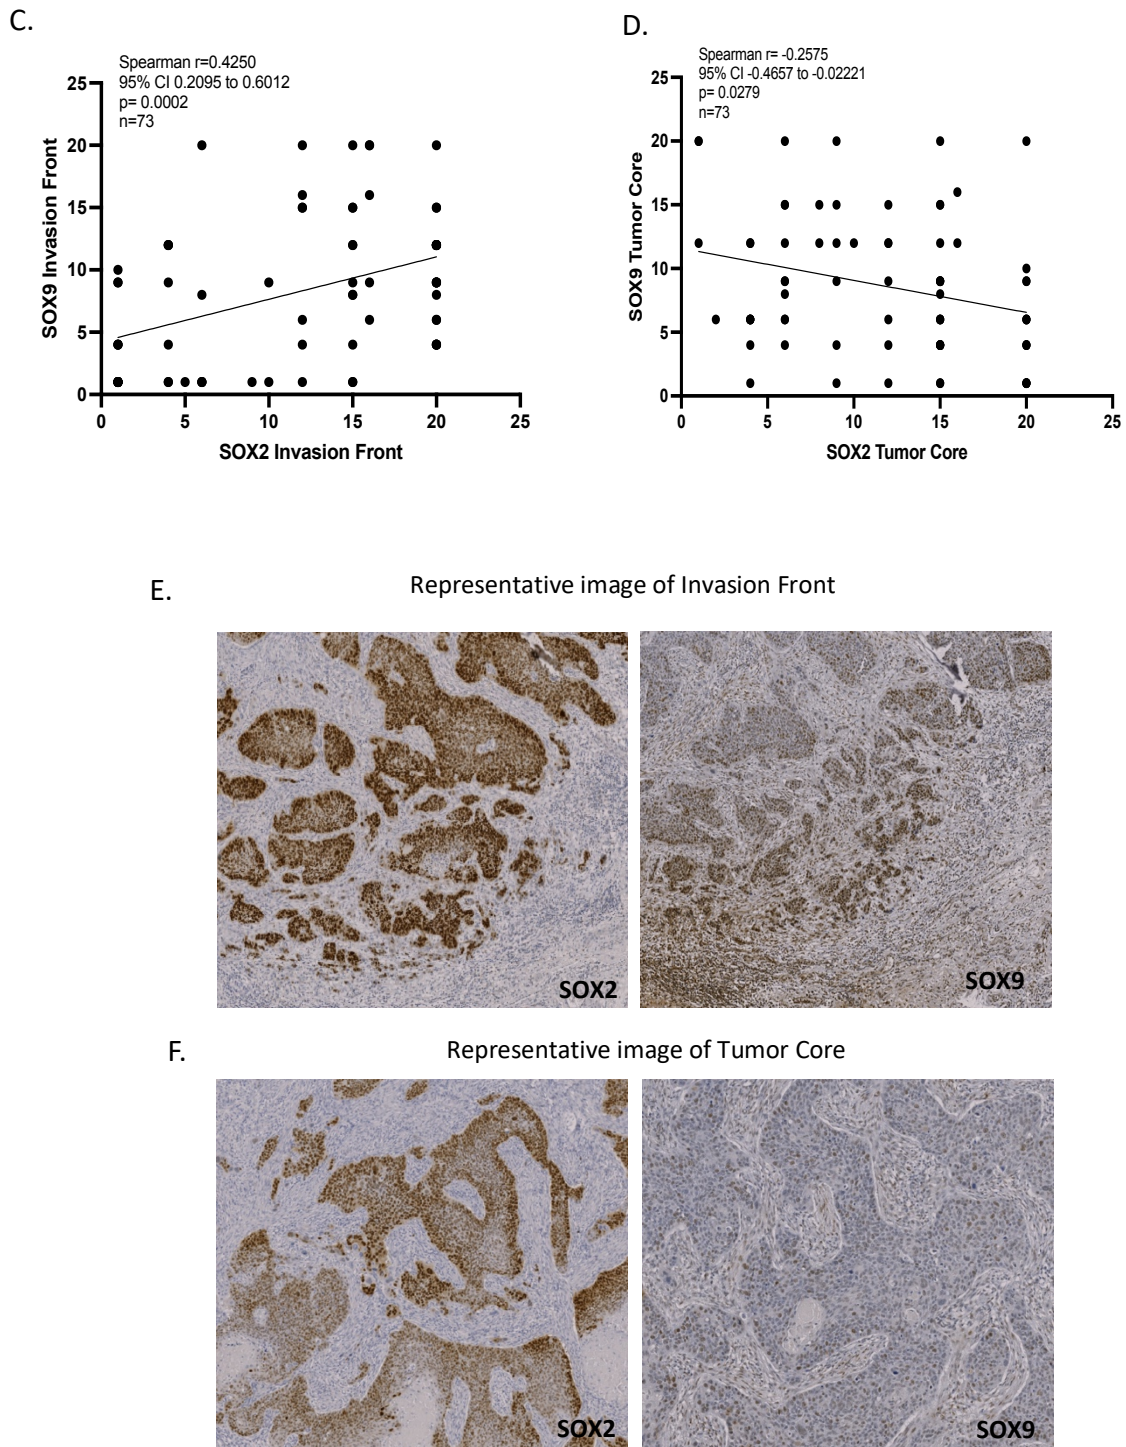 C.
Spearman r=0.4250
95% CI 0.2095 to 0.6012
p= 0.0002
n=73
SOX9 Invasion Front
25
20
15
10
5
0
0 5 10 15 20 25
SOX2 Invasion Front
D.
Spearman r= -0.2575
95% CI -0.4657 to -0.02221
p= 0.0279
n=73
SOX9 Tumor Core
25
20
15
10
5
0
0 5 10 15 20 25
SOX2 Tumor Core
E.
Representative image of Invasion Front
SOX2
SOX9
F.
Representative image of Tumor Core
SOX2
SOX9